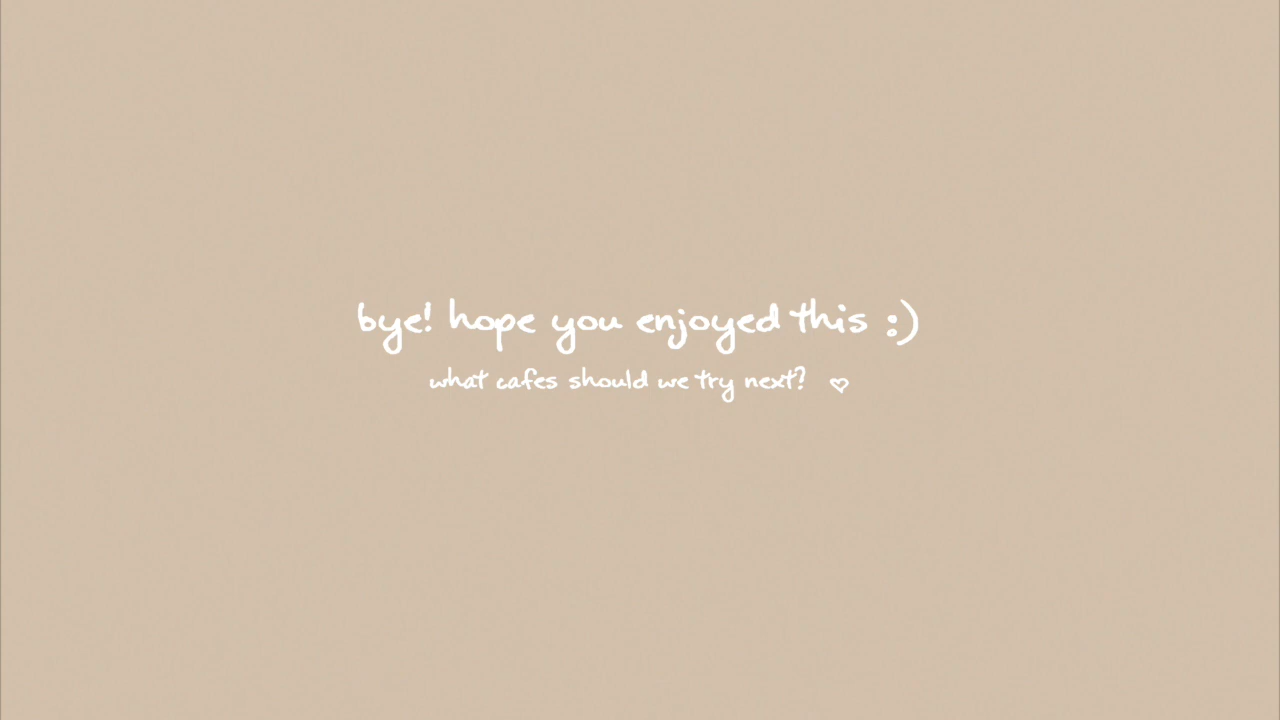 bye! hope you enjoyed this :)
what cafes should we try next? ♡